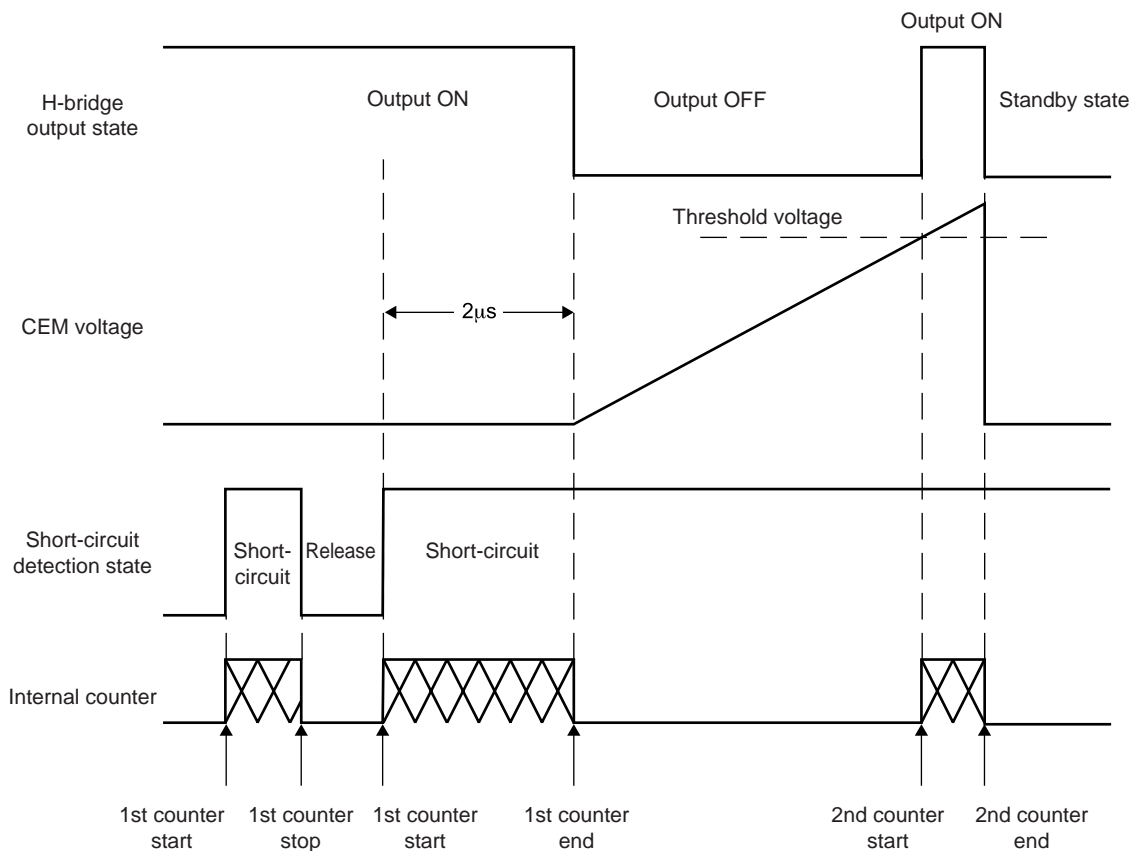 Output ON
H-bridge
output state
Output ON
Output OFF
Standby state
Threshold voltage
CEM voltage
2μs
Short-circuit
detection state
Short-
circuit
Release
Short-circuit
Internal counter
1st counter
start
1st counter
stop
1st counter
start
1st counter
end
2nd counter
start
2nd counter
end